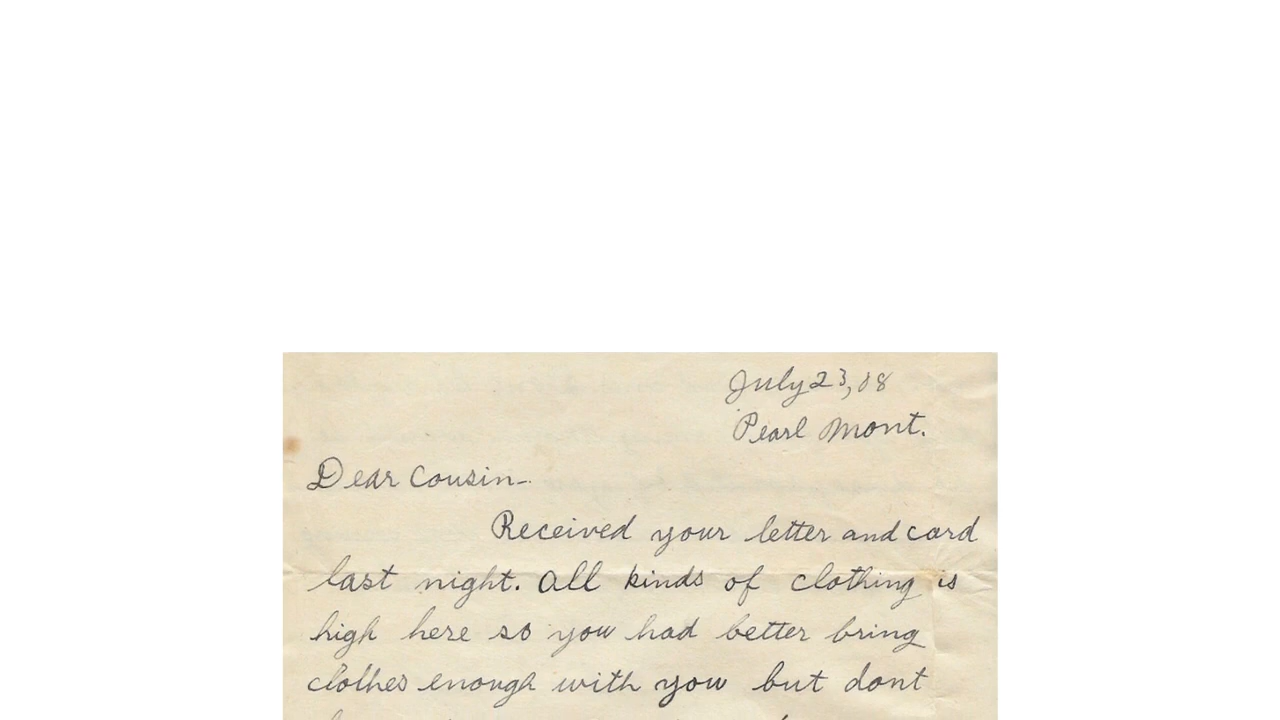 July 23, 08
Pearl Mont.
Dear Cousin-
Received your letter and card
last night. All kinds of clothing is
high here so you had better bring
clothes enough with you but dont